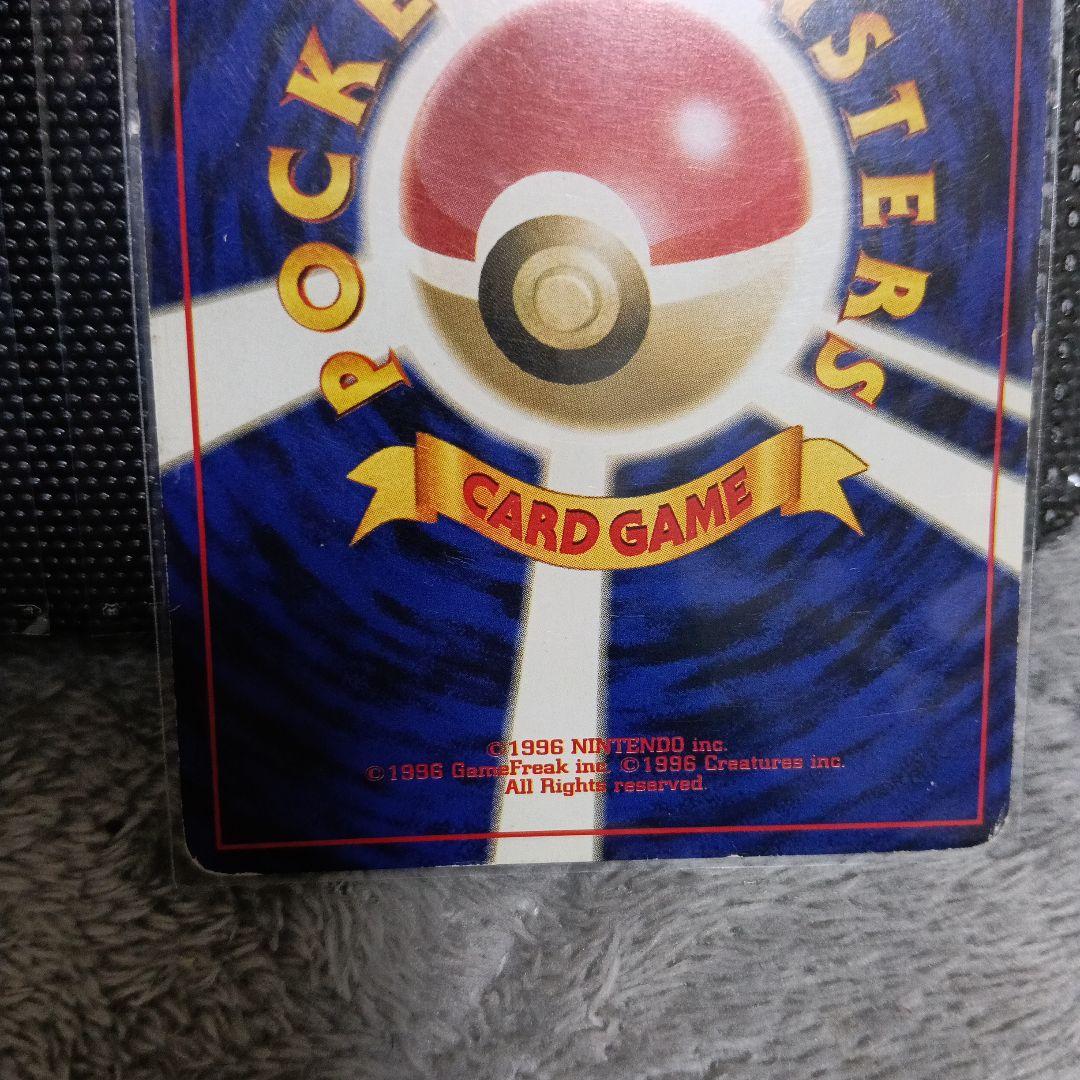 POCKE
STERS
CARD GAME
©1996 NINTENDO inc.
©1996 GameFreak inc. ©1996 Creatures inc.
All Rights reserved.